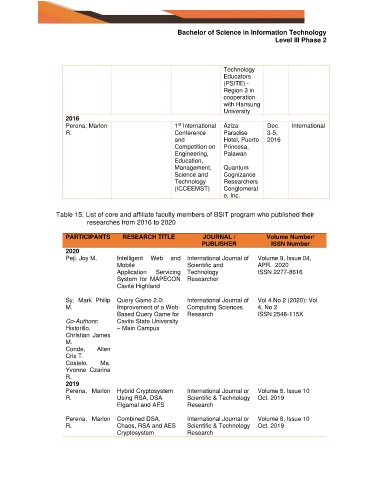 Bachelor of Science in Information Technology
Level III Phase 2
Technology
Educators
(PSITE) -
Region 3 in
cooperation
with Hansung
University
2016
Perena, Marlon
R.
1st International
Conference
and
Competition on
Engineering,
Education,
Management,
Science and
Technology
(ICCEEMST)
Aziza
Paradise
Hotel, Puerto
Princesa,
Palawan
Quantum
Cognizance
Researchers
Conglomerat
e, Inc.
Dec.
3-5,
2016
International
Table 15. List of core and affiliate faculty members of BSIT program who published their
researches from 2016 to 2020
PARTICIPANTS RESEARCH TITLE JOURNAL / PUBLISHER Volume Number/ ISSN Number
2020
Peji. Joy M.
Intelligent Web and
Mobile
Application Servicing
System for MAPECON
Cavite Highland
International Journal of
Scientific and
Technology
Researcher
Volume 9, Issue 04,
APR. 2020
ISSN 2277-8616
Sy, Mark Philip
M.
Co-Authors:
Historillo,
Christian James
M.
Conde, Allen
Cris T.
Costelo, Ma.
Yvonne Czarina
R.
Query Game 2.0:
Improvement of a Web-
Based Query Game for
Cavite State University
– Main Campus
International Journal of
Computing Sciences
Research
Vol 4 No 2 (2020): Vol
4, No 2
ISSN 2546-115X
2019
Perena, Marlon
R.
Hybrid Cryptosystem
Using RSA, DSA,
Elgamal and AES
International Journal or
Scientific & Technology
Research
Volume 8, Issue 10
Oct. 2019
Perena, Marlon
R.
Combined DSA,
Chaos, RSA and AES
Cryptosystem
International Journal or
Scientific & Technology
Research
Volume 8, Issue 10
Oct. 2019